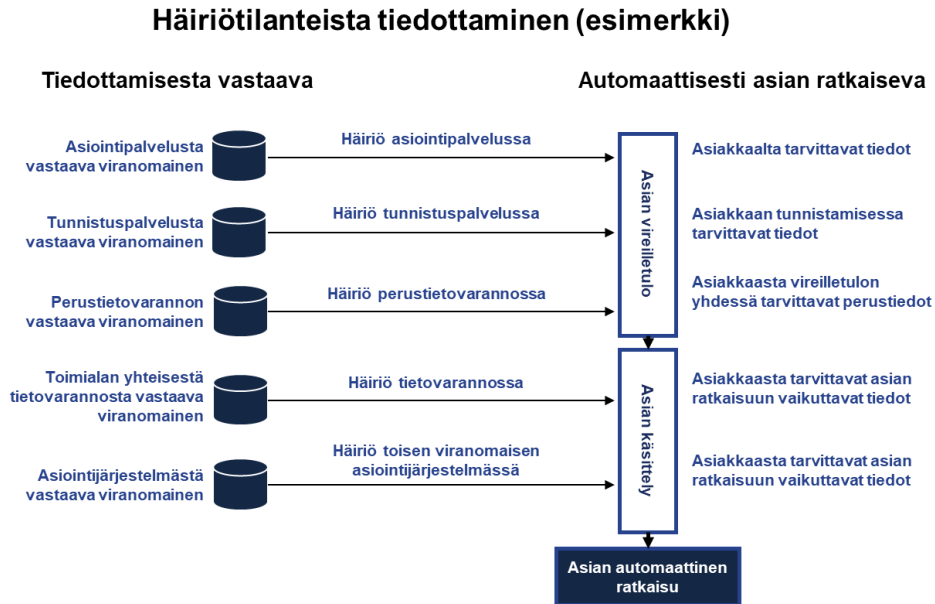 Häiriötilanteista tiedottaminen (esimerkki)
Tiedottamisesta vastaava
Automaattisesti asian ratkaiseva
Asiointipalvelusta
vastaava viranomainen
Häiriö asiointipalvelussa
Asiakkaalta tarvittavat tiedot
Tunnistuspalvelusta
vastaava viranomainen
Häiriö tunnistuspalvelussa
Asiakkaan tunnistamisessa
tarvittavat tiedot
Perustietovarannon
vastaava viranomainen
Häiriö perustietovarannossa
Asiakkaasta vireilletulon
yhdessä tarvittavat perustiedot
Asian vireilletulo
Toimialan yhteisestä
tietovarannosta vastaava
viranomainen
Häiriö tietovarannossa
Asiakkaasta tarvittavat asian
ratkaisuun vaikuttavat tiedot
Asiointijärjestelmästä
vastaava viranomainen
Häiriö toisen viranomaisen
asiointijärjestelmässä
Asiakkaasta tarvittavat asian
ratkaisuun vaikuttavat tiedot
Asian käsittely
Asian automaattinen
ratkaisu